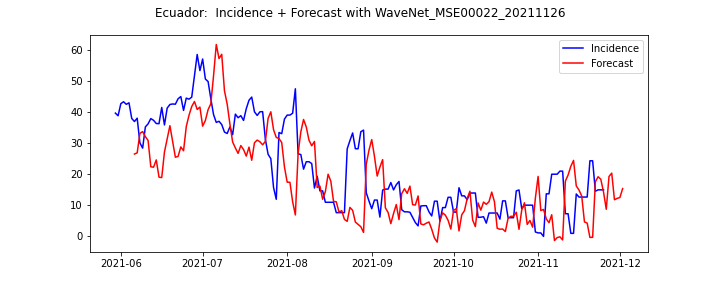 Ecuador:  Incidence + Forecast with WaveNet_MSE00022_20211126
Incidence
Forecast
60
50
40
30
20
10
0
2021-06 2021-07 2021-08 2021-09 2021-10 2021-11 2021-12